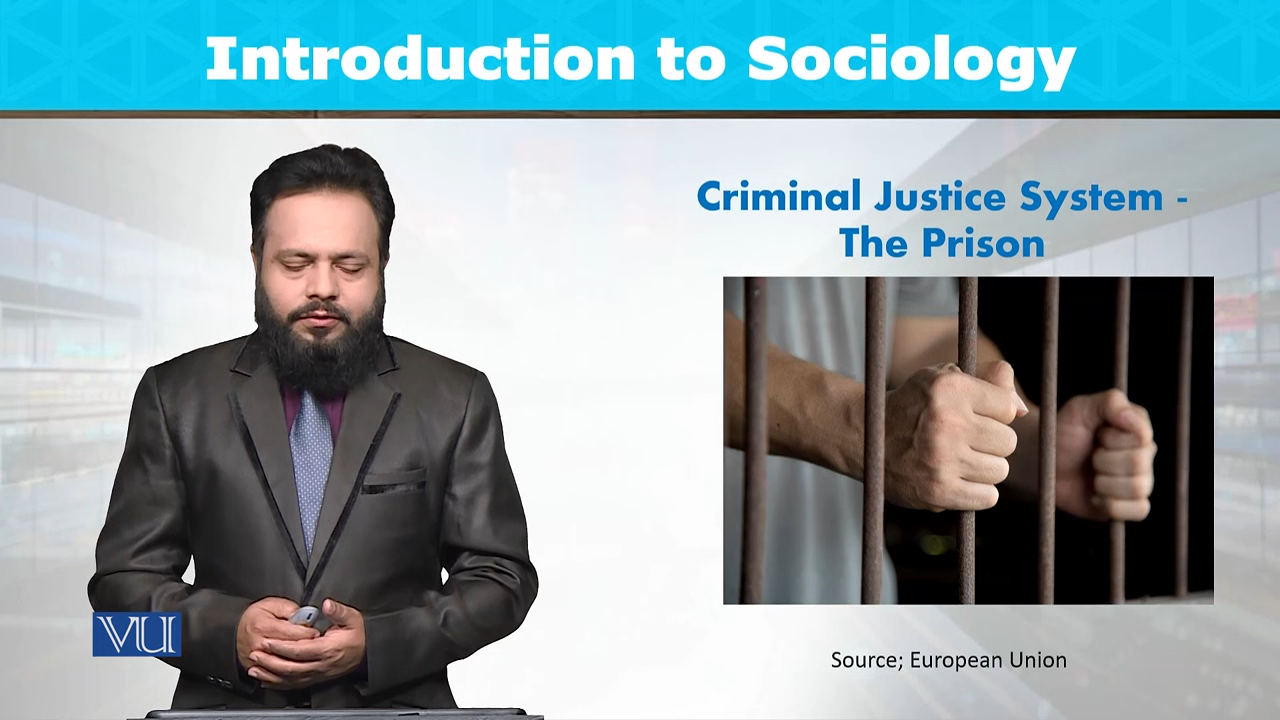 Introduction to Sociology
Criminal Justice System -
The Prison
VU
Source; European Union